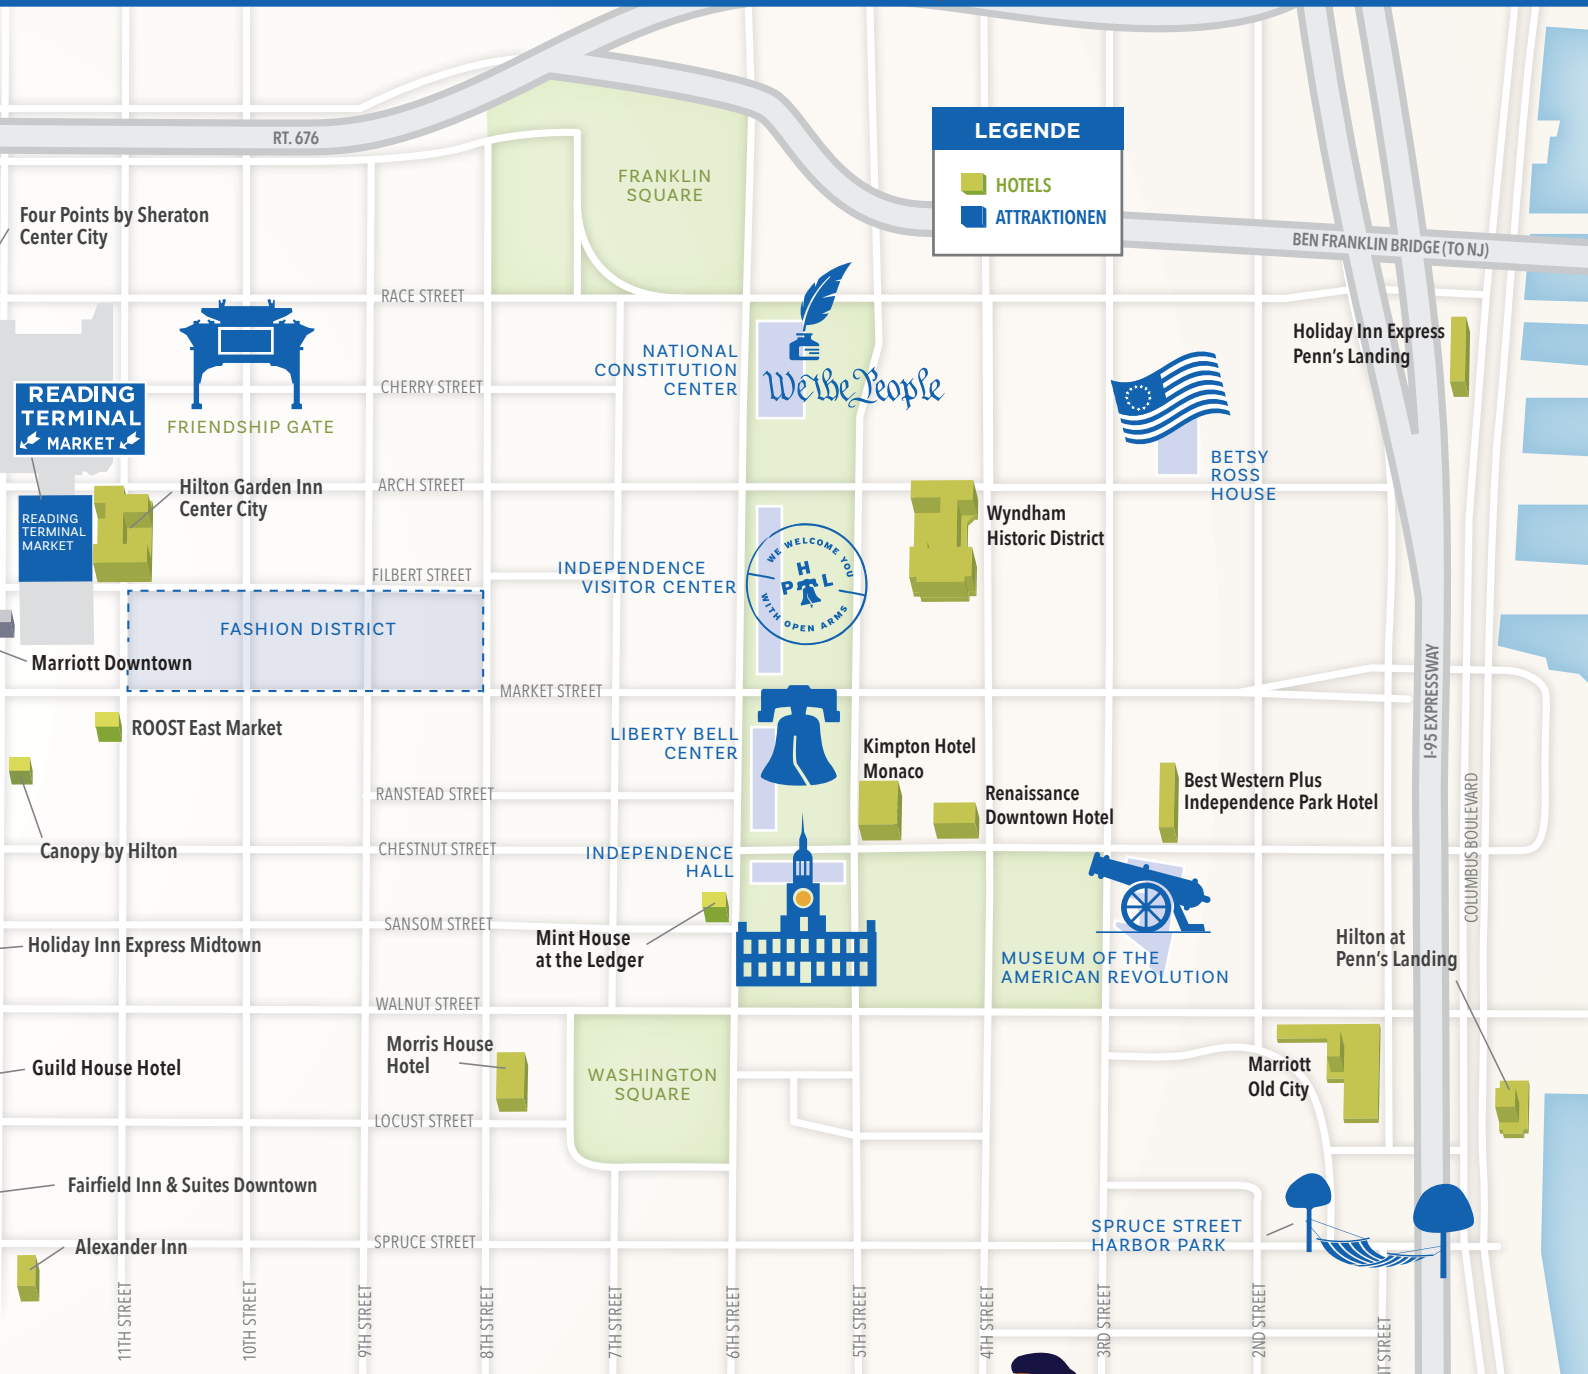 RT. 676
LEGENDE
HOTELS
ATTRAKTIONEN
FRANKLIN
SQUARE
Four Points by Sheraton
Center City
BEN FRANKLIN BRIDGE (TO NJ)
RACE STREET
Holiday Inn Express
Penn's Landing
NATIONAL
CONSTITUTION
CENTER
We the People
READING
TERMINAL
MARKET
CHERRY STREET
FRIENDSHIP GATE
BETSY
ROSS
HOUSE
ARCH STREET
Hilton Garden Inn
Center City
READING
TERMINAL
MARKET
Wyndham
Historic District
WE WELCOME YOU
PHL
WITH OPEN ARMS
FILBERT STREET
INDEPENDENCE
VISITOR CENTER
FASHION DISTRICT
Marriott Downtown
MARKET STREET
I-95 EXPRESSWAY
ROOST East Market
LIBERTY BELL
CENTER
Kimpton Hotel
Monaco
Renaissance
Downtown Hotel
Best Western Plus
Independence Park Hotel
RANSTEAD STREET
COLUMBUS BOULEVARD
Canopy by Hilton
CHESTNUT STREET
INDEPENDENCE
HALL
SANSOM STREET
Mint House
at the Ledger
Holiday Inn Express Midtown
Hilton at
Penn's Landing
MUSEUM OF THE
AMERICAN REVOLUTION
WALNUT STREET
Morris House
Hotel
Guild House Hotel
WASHINGTON
SQUARE
Marriott
Old City
LOCUST STREET
Fairfield Inn & Suites Downtown
SPRUCE STREET
HARBOR PARK
Alexander Inn
SPRUCE STREET
11TH STREET
10TH STREET
9TH STREET
8TH STREET
7TH STREET
6TH STREET
5TH STREET
4TH STREET
3RD STREET
2ND STREET
T STREET